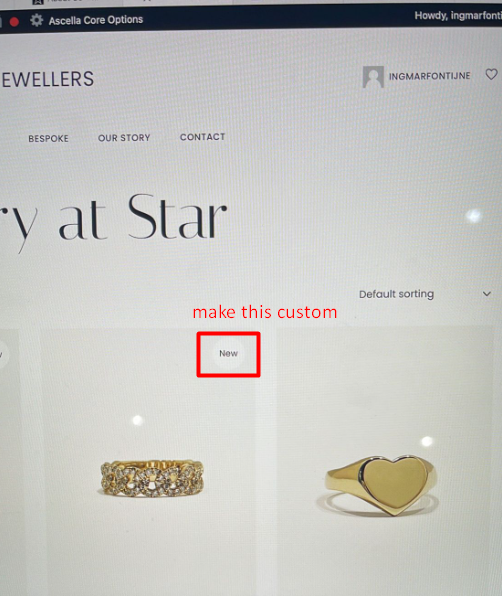 Ascella Core Options
Howdy, ingmarfonti
EWELLERS
INGMARFONTIJNE
BESPOKE
OUR STORY
CONTACT
ry at Star
Default sorting
make this custom
New